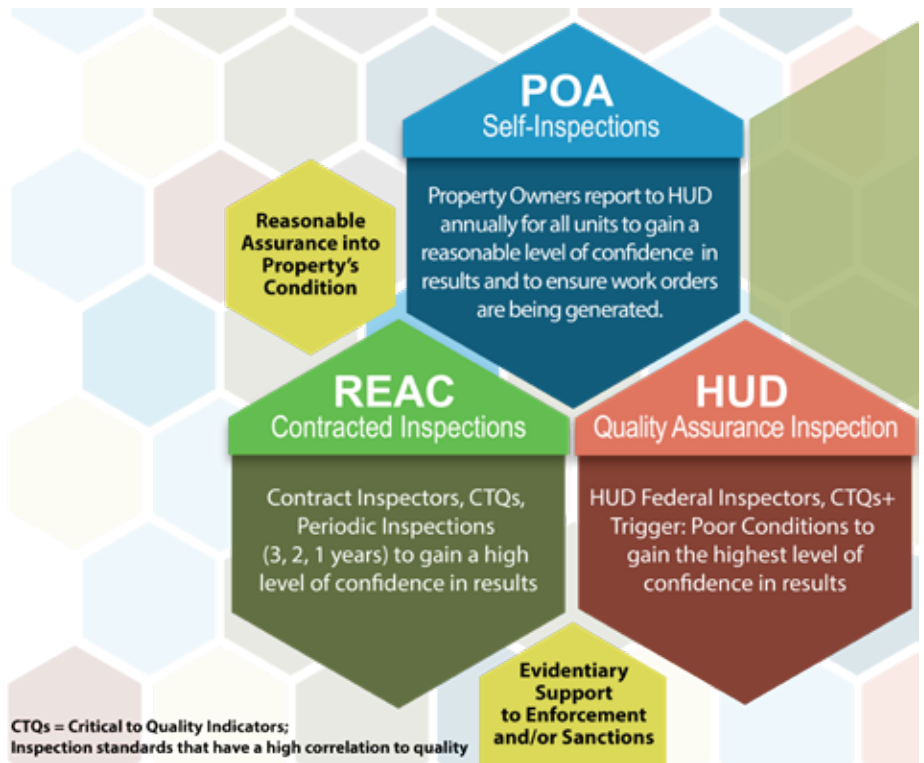 POA
Self-Inspections
Property Owners report to HUD
annually for all units to gain a
reasonable level of confidence in
results and to ensure work orders
are being generated.
Reasonable
Assurance into
Property's
Condition
REAC
Contracted Inspections
Contract Inspectors, CTQs,
Periodic Inspections
(3, 2, 1 years) to gain a high
level of confidence in results
HUD
Quality Assurance Inspection
HUD Federal Inspectors, CTQs+
Trigger: Poor Conditions to
gain the highest level of
confidence in results
Evidentiary
Support
to Enforcement
and/or Sanctions
CTQs = Critical to Quality Indicators;
Inspection standards that have a high correlation to quality